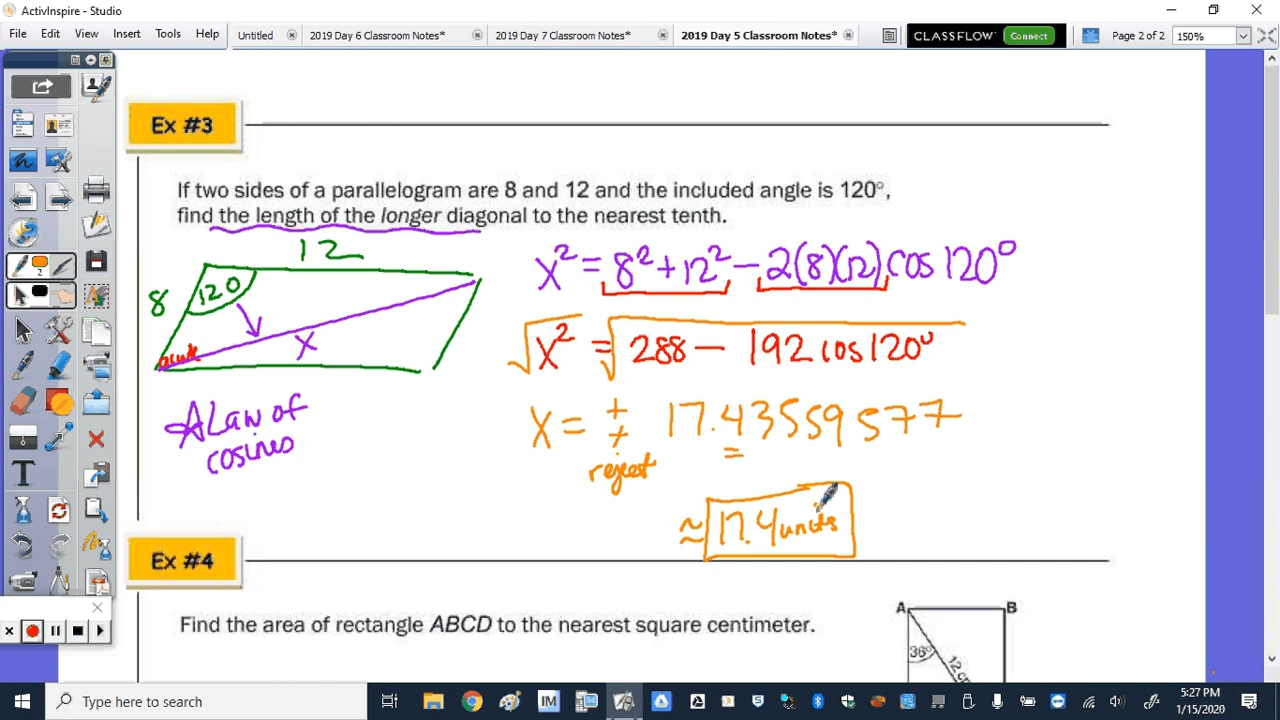 ActivInspire - Studio
File Edit View Insert Tools Help Untitled 2019 Day 6 Classroom Notes* 2019 Day 7 Classroom Notes* 2019 Day 5 Classroom Notes* CLASSFLOW Connect Page 2 of 2 150%
Ex #3
If two sides of a parallelogram are 8 and 12 and the included angle is 120°,
find the length of the longer diagonal to the nearest tenth.
12
x² = 8² + 12² - 2(8)(12) cos 120°
8 120
√x² = √288 - 192 cos 120°
acute x
x = ± 17.43559577
Law of
cosines
reject
≈ 17.4 units
Ex #4
Find the area of rectangle ABCD to the nearest square centimeter.
A B
36°
12 cm
Type here to search
5:27 PM
1/15/2020